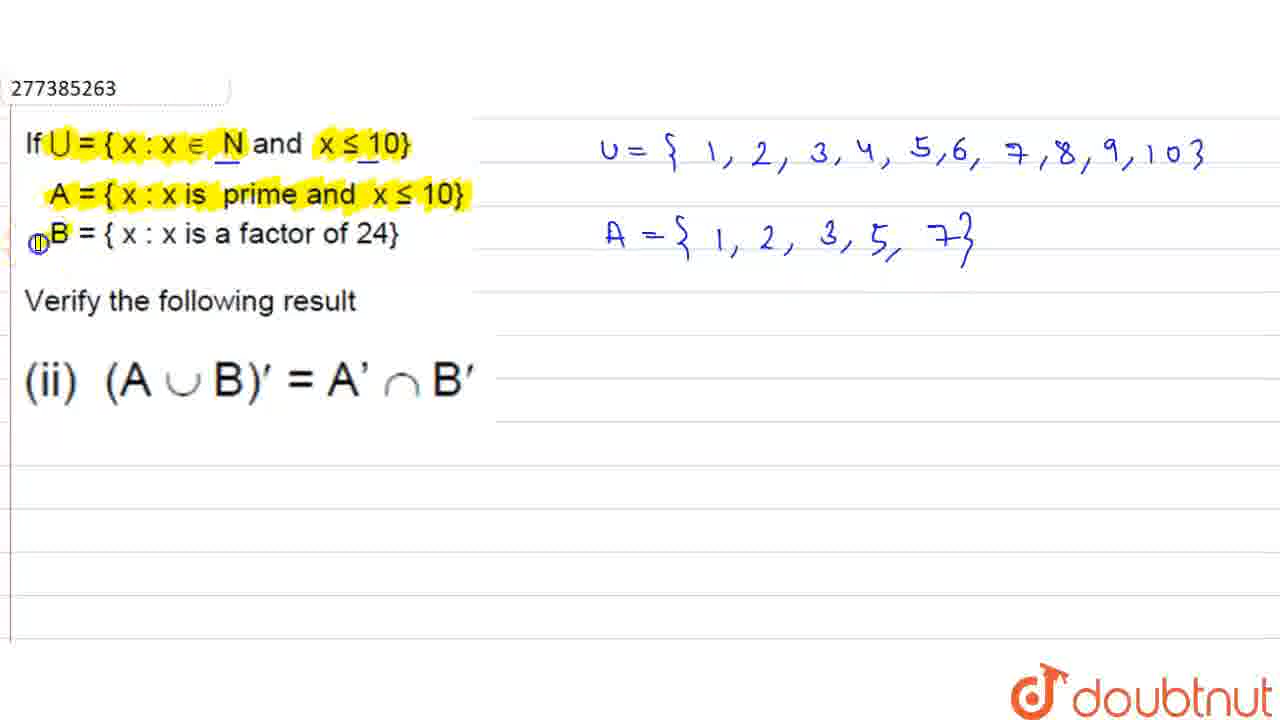 277385263
If U = { x : x ∈ N and x ≤ 10}
U = { 1, 2, 3, 4, 5, 6, 7, 8, 9, 10}
A = { x : x is prime and x ≤ 10}
A = { 1, 2, 3, 5, 7}
B = { x : x is a factor of 24}
Verify the following result
(ii) (A ∪ B)′ = A’ ∩ B′
doubtnut